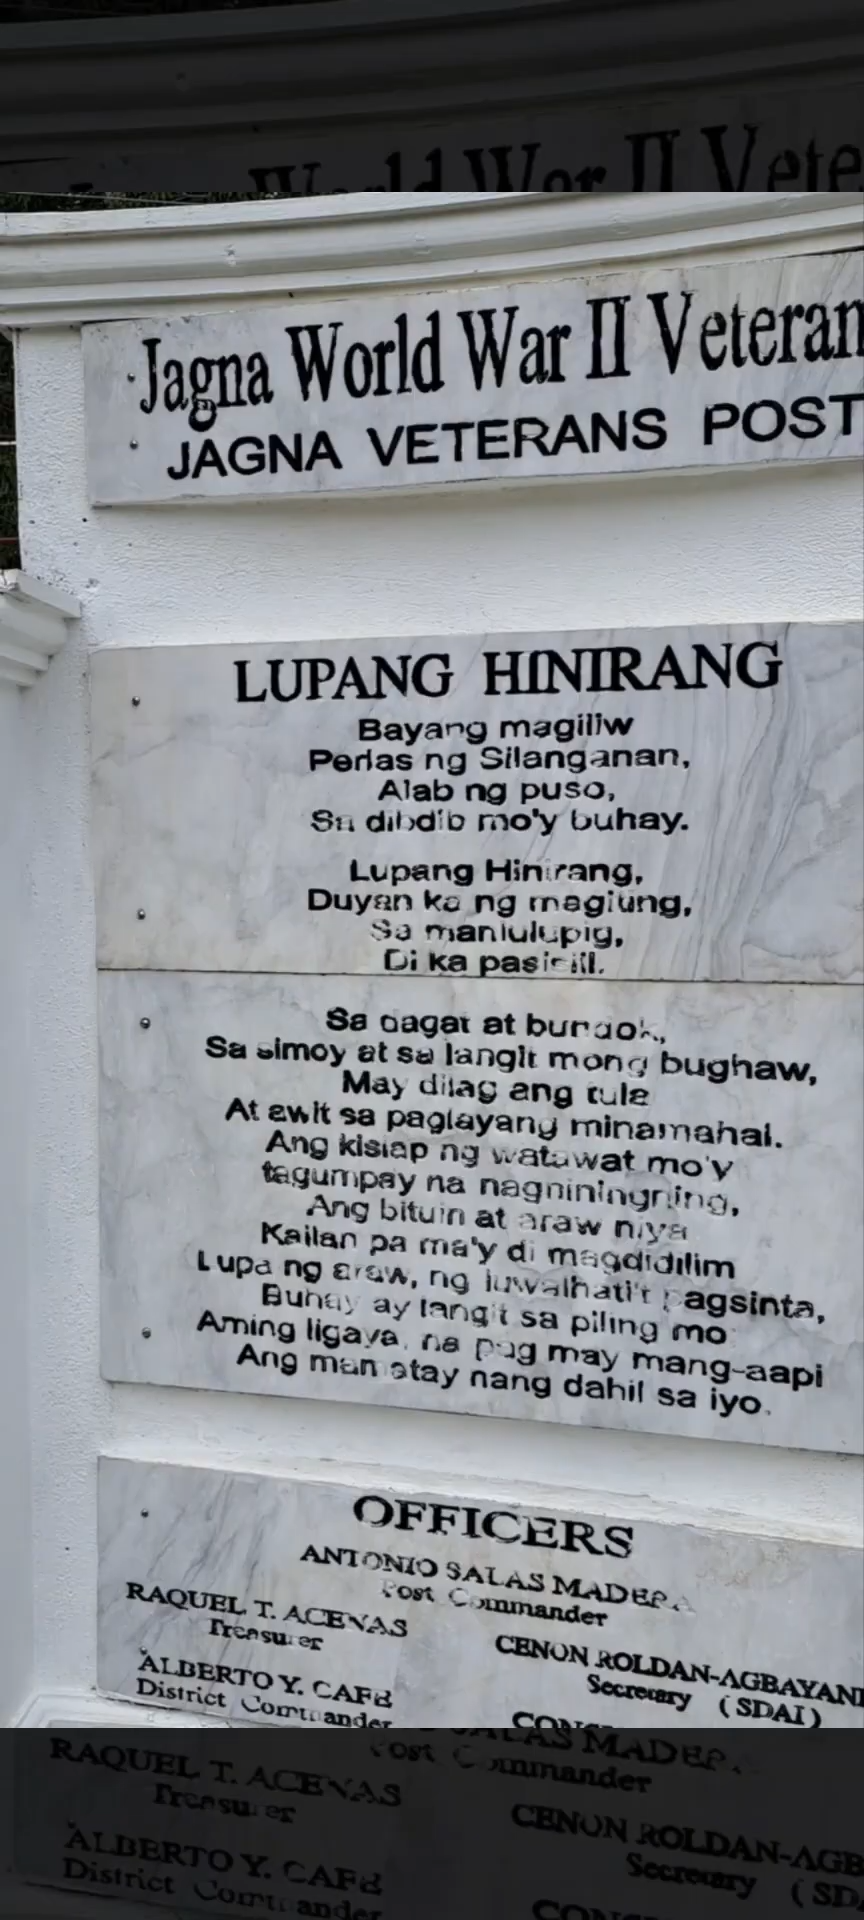 Jagna World War II Veteran
JAGNA VETERANS POST
LUPANG HINIRANG
Bayang magiliw
Perlas ng Silanganan,
Alab ng puso,
Sa dibdib mo'y buhay.
Lupang Hinirang,
Duyan ka ng magiting,
Sa manlulupig,
Di ka pasisiil.
Sa dagat at bundok,
Sa simoy at sa langit mong bughaw,
May dilag ang tula
At awit sa paglayang minamahal.
Ang kislap ng watawat mo'y
tagumpay na nagniningning,
Ang bituin at araw niya
Kailan pa ma'y di magdidilim
Lupa ng araw, ng luwalhati't pagsinta,
Buhay ay langit sa piling mo
Aming ligaya, na pag may mang-aapi
Ang mamatay nang dahil sa iyo.
OFFICERS
ANTONIO SALAS MADERA
Post Commander
RAQUEL T. ACENAS
Treasurer
CENON ROLDAN-AGBAYANI
Secretary (SDAI)
ALBERTO Y. CAFÉ
District Commander